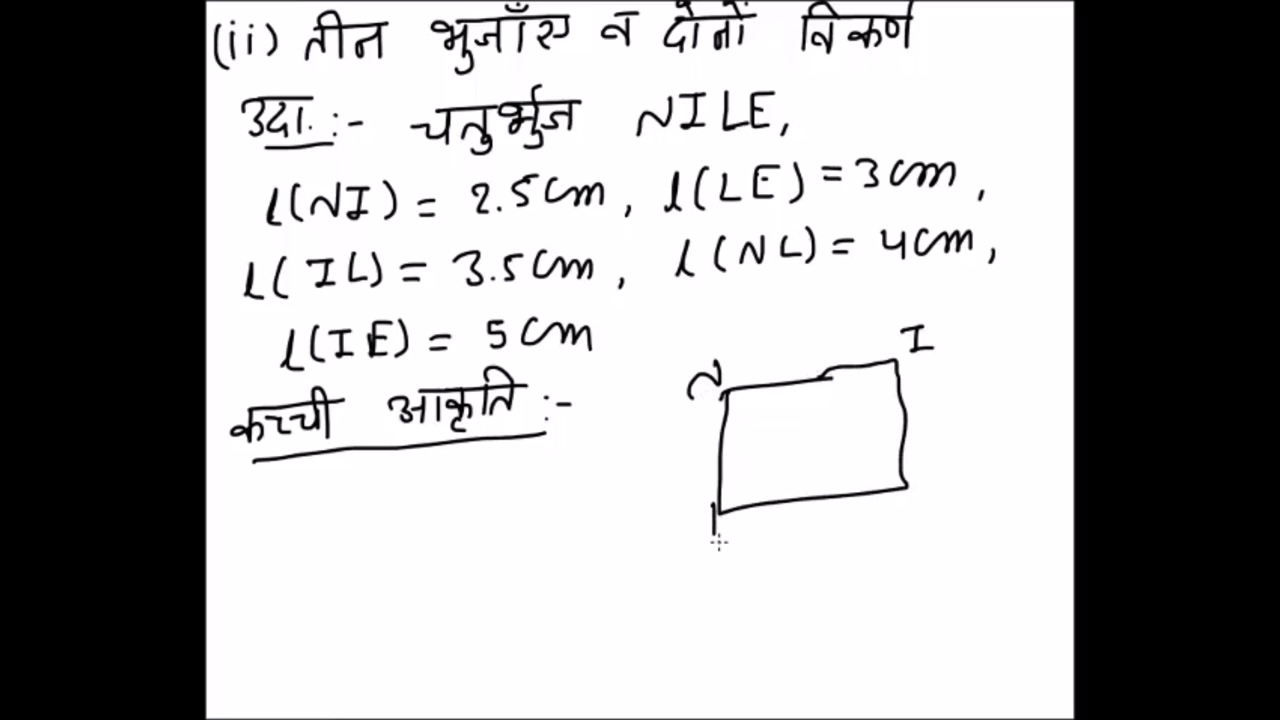 (ii) तीन भुजाँए व दोनों विकर्ण
उदा. :- चतुर्भुज NILE,
l(NI) = 2.5cm, l(LE) = 3cm,
l(IL) = 3.5cm, l(NL) = 4cm,
l(IE) = 5cm
कच्ची आकृति :-
N I